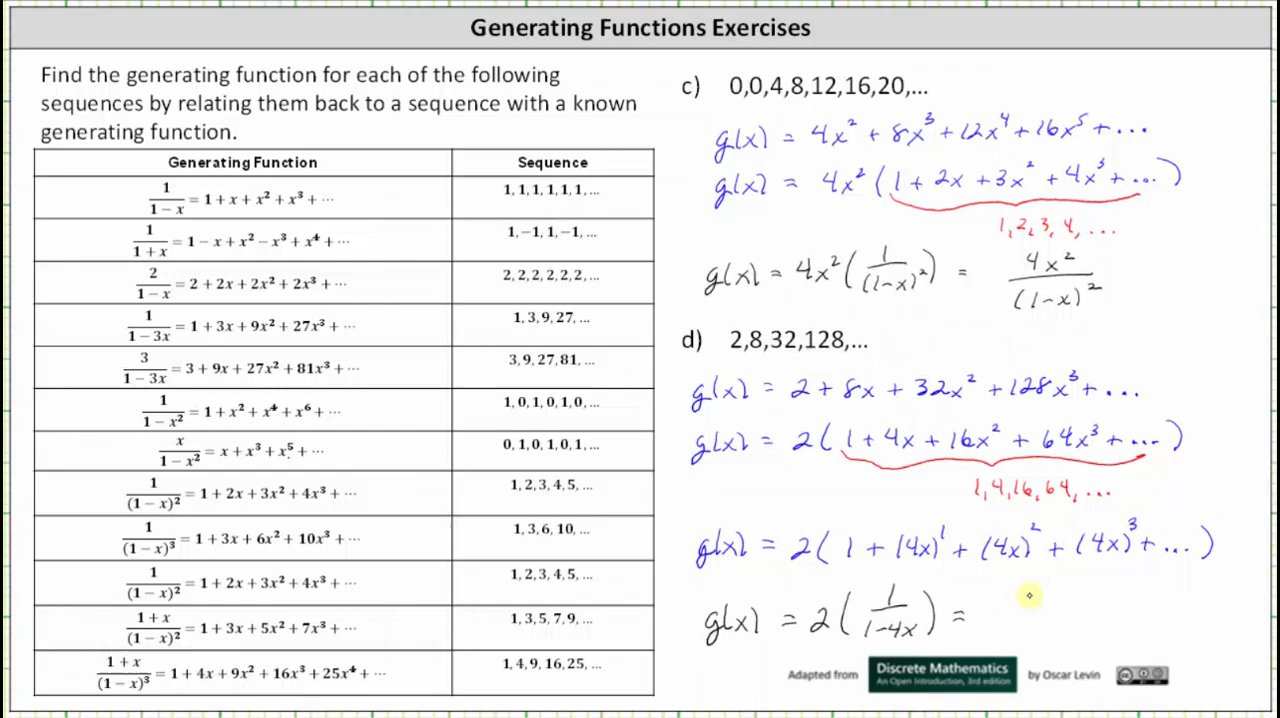 Generating Functions Exercises
Find the generating function for each of the following
sequences by relating them back to a sequence with a known
generating function.
Generating Function Sequence
1/(1 − x) = 1 + x + x² + x³ + ⋯ 1, 1, 1, 1, 1, 1, …
1/(1 + x) = 1 − x + x² − x³ + x⁴ + ⋯ 1, −1, 1, −1, …
2/(1 − x) = 2 + 2x + 2x² + 2x³ + ⋯ 2, 2, 2, 2, 2, 2, …
1/(1 − 3x) = 1 + 3x + 9x² + 27x³ + ⋯ 1, 3, 9, 27, …
3/(1 − 3x) = 3 + 9x + 27x² + 81x³ + ⋯ 3, 9, 27, 81, …
1/(1 − x²) = 1 + x² + x⁴ + x⁶ + ⋯ 1, 0, 1, 0, 1, 0, …
x/(1 − x²) = x + x³ + x⁵ + ⋯ 0, 1, 0, 1, 0, 1, …
1/(1 − x)² = 1 + 2x + 3x² + 4x³ + ⋯ 1, 2, 3, 4, 5, …
1/(1 − x)³ = 1 + 3x + 6x² + 10x³ + ⋯ 1, 3, 6, 10, …
1/(1 − x)² = 1 + 2x + 3x² + 4x³ + ⋯ 1, 2, 3, 4, 5, …
(1 + x)/(1 − x)² = 1 + 3x + 5x² + 7x³ + ⋯ 1, 3, 5, 7, 9, …
(1 + x)/(1 − x)³ = 1 + 4x + 9x² + 16x³ + 25x⁴ + ⋯ 1, 4, 9, 16, 25, …
c) 0,0,4,8,12,16,20,…
g(x) = 4x² + 8x³ + 12x⁴ + 16x⁵ + ⋯
g(x) = 4x² (1 + 2x + 3x² + 4x³ + ⋯)
1, 2, 3, 4, …
g(x) = 4x² (1/(1−x)²) = 4x²/(1−x)²
d) 2,8,32,128,…
g(x) = 2 + 8x + 32x² + 128x³ + ⋯
g(x) = 2(1 + 4x + 16x² + 64x³ + ⋯)
1, 4, 16, 64, …
g(x) = 2(1 + (4x)¹ + (4x)² + (4x)³ + ⋯)
g(x) = 2(1/(1−4x)) =
Adapted from Discrete Mathematics by Oscar Levin
An Open Introduction, 3rd edition